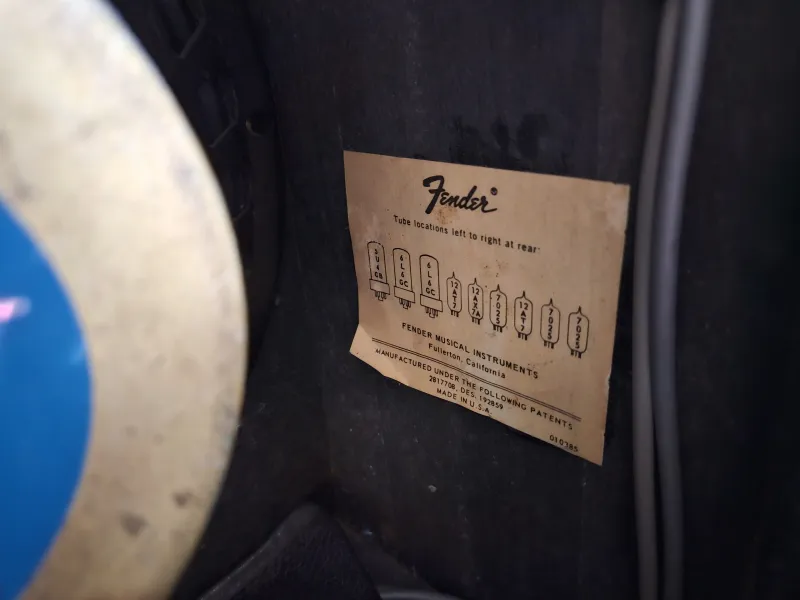 Fender®
Tube locations left to right at rear:
5U4GB 6L6GC 6L6GC 12AT7 12AX7A 7025 12AT7 7025 7025
FENDER MUSICAL INSTRUMENTS
Fullerton, California
MANUFACTURED UNDER THE FOLLOWING PATENTS
2817708, DES. 192859
MADE IN U.S.A.
010385